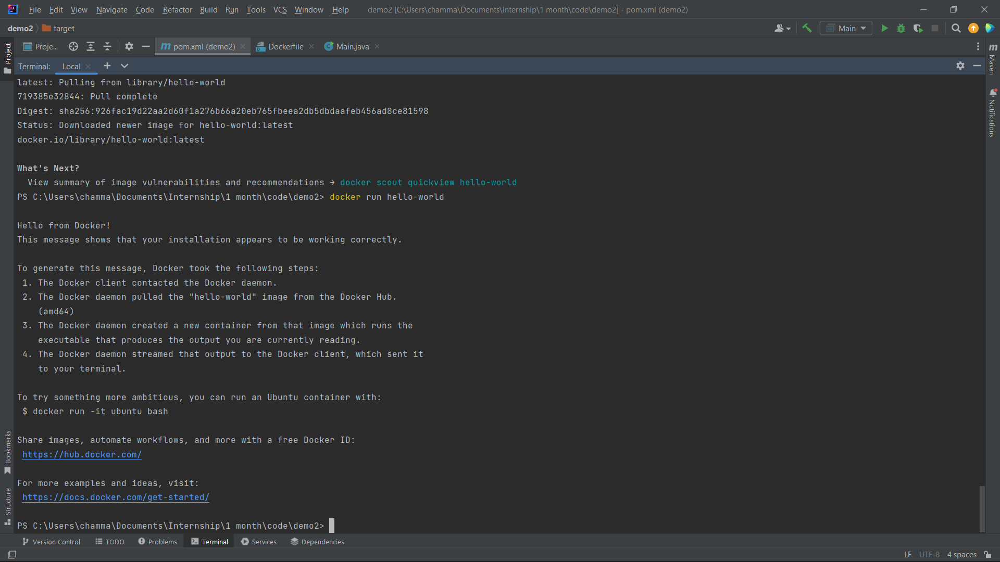 File Edit View Navigate Code Refactor Build Run Tools VCS Window Help demo2 [C:\Users\chamma\Documents\Internship\1 month\code\demo2] - pom.xml (demo2)
demo2 target Main
Proje... pom.xml (demo2) Dockerfile Main.java
Terminal: Local
latest: Pulling from library/hello-world
719385e32844: Pull complete
Digest: sha256:926fac19d22aa2d60f1a276b66a20eb765fbeea2db5dbdaafeb456ad8ce81598
Status: Downloaded newer image for hello-world:latest
docker.io/library/hello-world:latest
What's Next?
View summary of image vulnerabilities and recommendations → docker scout quickview hello-world
PS C:\Users\chamma\Documents\Internship\1 month\code\demo2> docker run hello-world
Hello from Docker!
This message shows that your installation appears to be working correctly.
To generate this message, Docker took the following steps:
1. The Docker client contacted the Docker daemon.
2. The Docker daemon pulled the "hello-world" image from the Docker Hub.
(amd64)
3. The Docker daemon created a new container from that image which runs the
executable that produces the output you are currently reading.
4. The Docker daemon streamed that output to the Docker client, which sent it
to your terminal.
To try something more ambitious, you can run an Ubuntu container with:
$ docker run -it ubuntu bash
Share images, automate workflows, and more with a free Docker ID:
https://hub.docker.com/
For more examples and ideas, visit:
https://docs.docker.com/get-started/
PS C:\Users\chamma\Documents\Internship\1 month\code\demo2>
Project
Bookmarks
Structure
Maven
Notifications
Version Control TODO Problems Terminal Services Dependencies
LF UTF-8 4 spaces